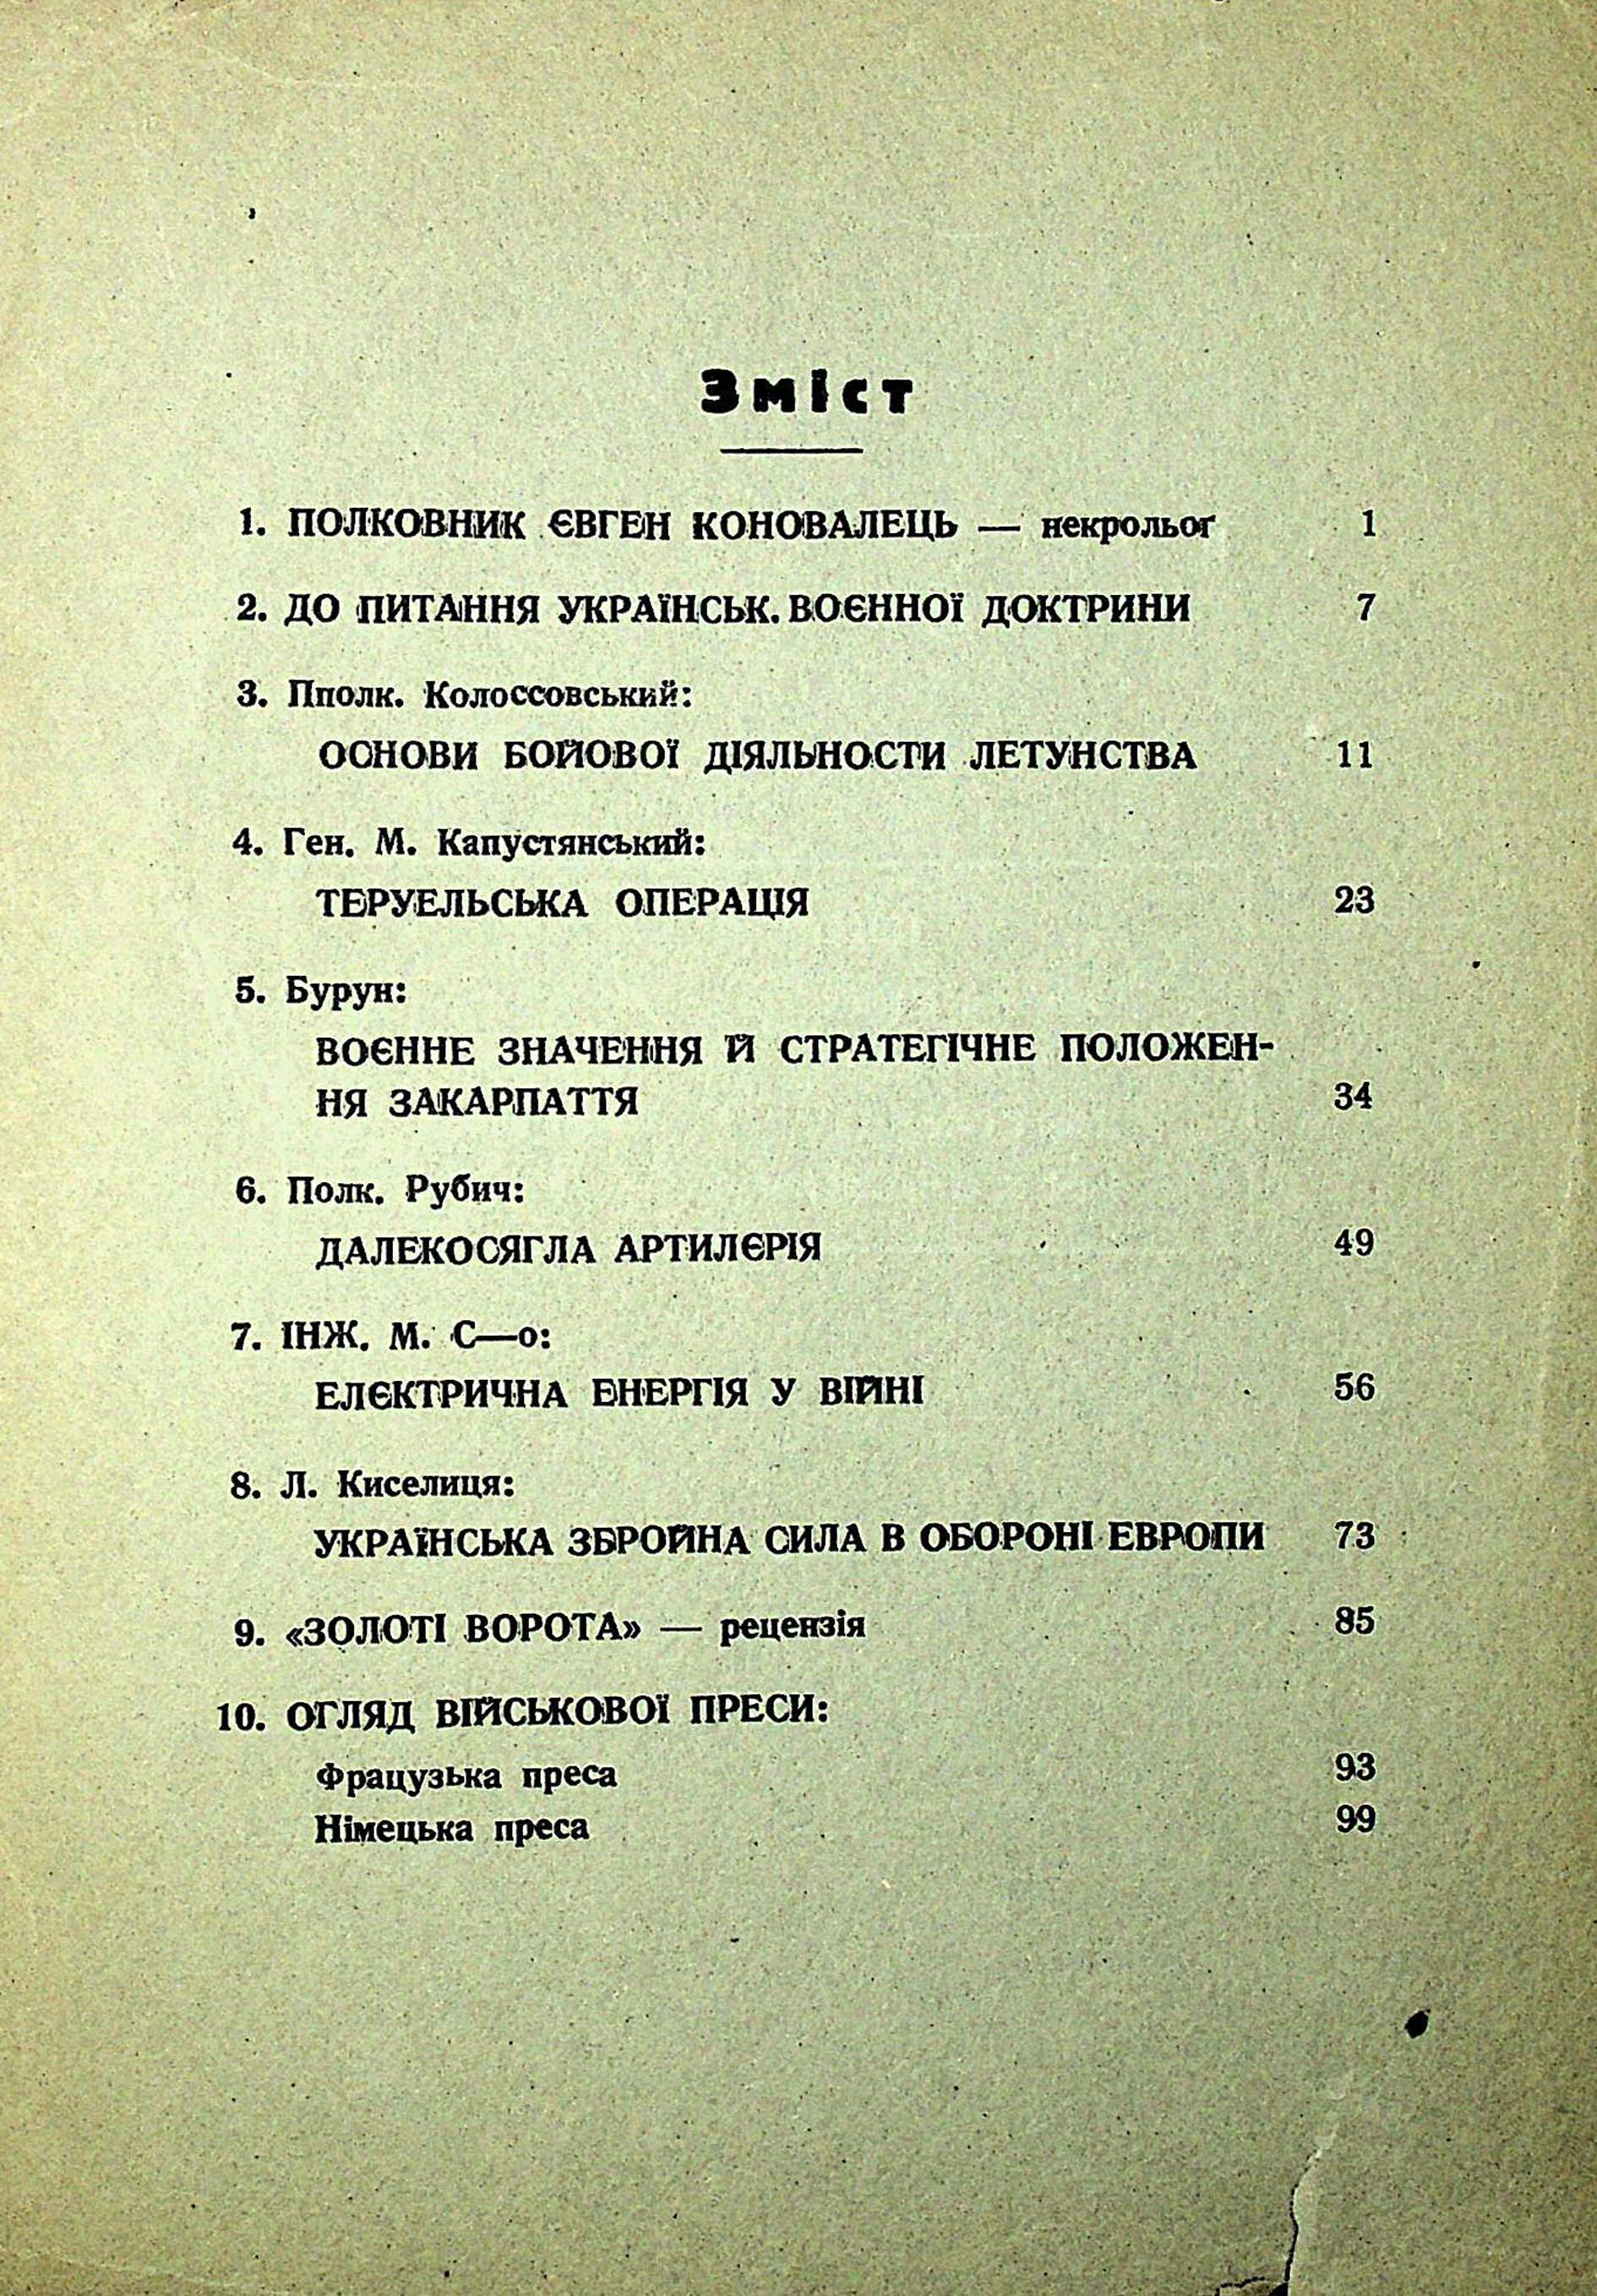 Зміст
1. ПОЛКОВНИК ЄВГЕН КОНОВАЛЕЦЬ — некрольоґ 1
2. ДО ПИТАННЯ УКРАЇНСЬК. ВОЄННОЇ ДОКТРИНИ 7
3. Пполк. Колоссовський:
ОСНОВИ БОЙОВОЇ ДІЯЛЬНОСТИ ЛЕТУНСТВА 11
4. Ген. М. Капустянський:
ТЕРУЕЛЬСЬКА ОПЕРАЦІЯ 23
5. Бурун:
ВОЄННЕ ЗНАЧЕННЯ Й СТРАТЕГІЧНЕ ПОЛОЖЕН-
НЯ ЗАКАРПАТТЯ 34
6. Полк. Рубич:
ДАЛЕКОСЯГЛА АРТИЛЄРІЯ 49
7. ІНЖ. М. С—о:
ЕЛЄКТРИЧНА ЕНЕРГІЯ У ВІЙНІ 56
8. Л. Киселиця:
УКРАЇНСЬКА ЗБРОЙНА СИЛА В ОБОРОНІ ЕВРОПИ 73
9. «ЗОЛОТІ ВОРОТА» — рецензія 85
10. ОГЛЯД ВІЙСЬКОВОЇ ПРЕСИ:
Фрацузька преса 93
Німецька преса 99